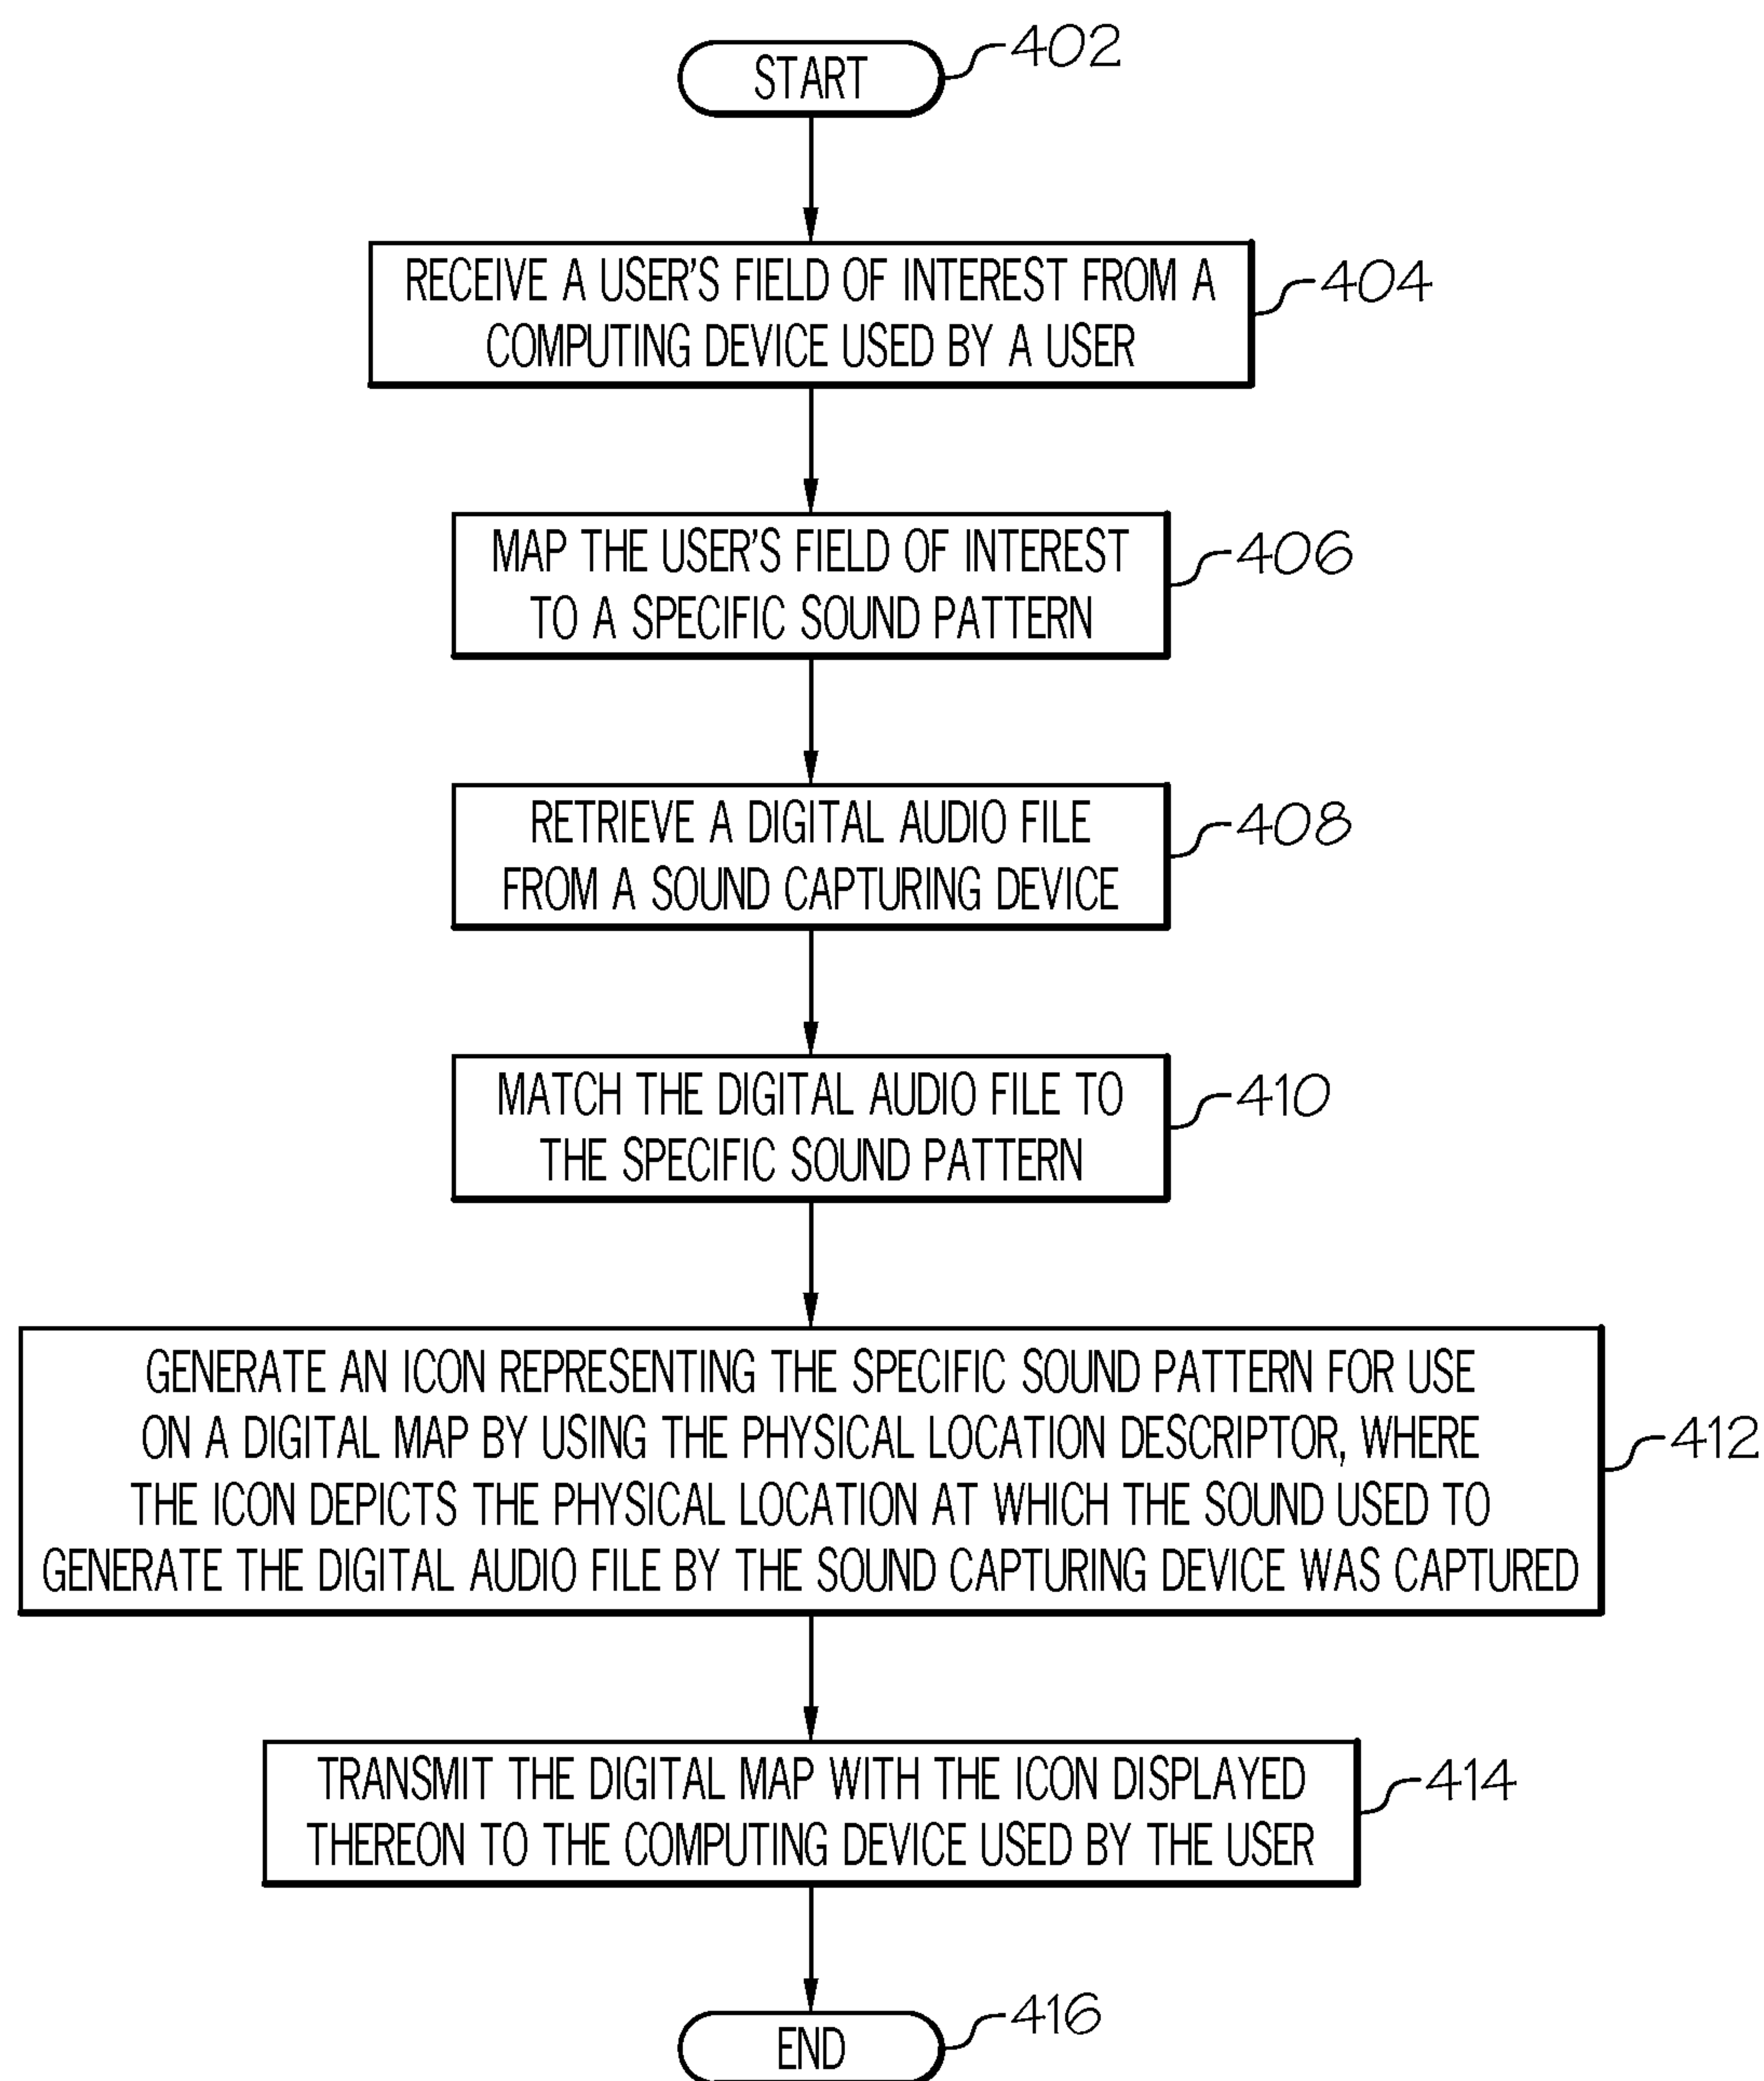 START
402
RECEIVE A USER'S FIELD OF INTEREST FROM A
COMPUTING DEVICE USED BY A USER
404
MAP THE USER'S FIELD OF INTEREST
TO A SPECIFIC SOUND PATTERN
406
RETRIEVE A DIGITAL AUDIO FILE
FROM A SOUND CAPTURING DEVICE
408
MATCH THE DIGITAL AUDIO FILE TO
THE SPECIFIC SOUND PATTERN
410
GENERATE AN ICON REPRESENTING THE SPECIFIC SOUND PATTERN FOR USE
ON A DIGITAL MAP BY USING THE PHYSICAL LOCATION DESCRIPTOR, WHERE
THE ICON DEPICTS THE PHYSICAL LOCATION AT WHICH THE SOUND USED TO
GENERATE THE DIGITAL AUDIO FILE BY THE SOUND CAPTURING DEVICE WAS CAPTURED
412
TRANSMIT THE DIGITAL MAP WITH THE ICON DISPLAYED
THEREON TO THE COMPUTING DEVICE USED BY THE USER
414
END
416